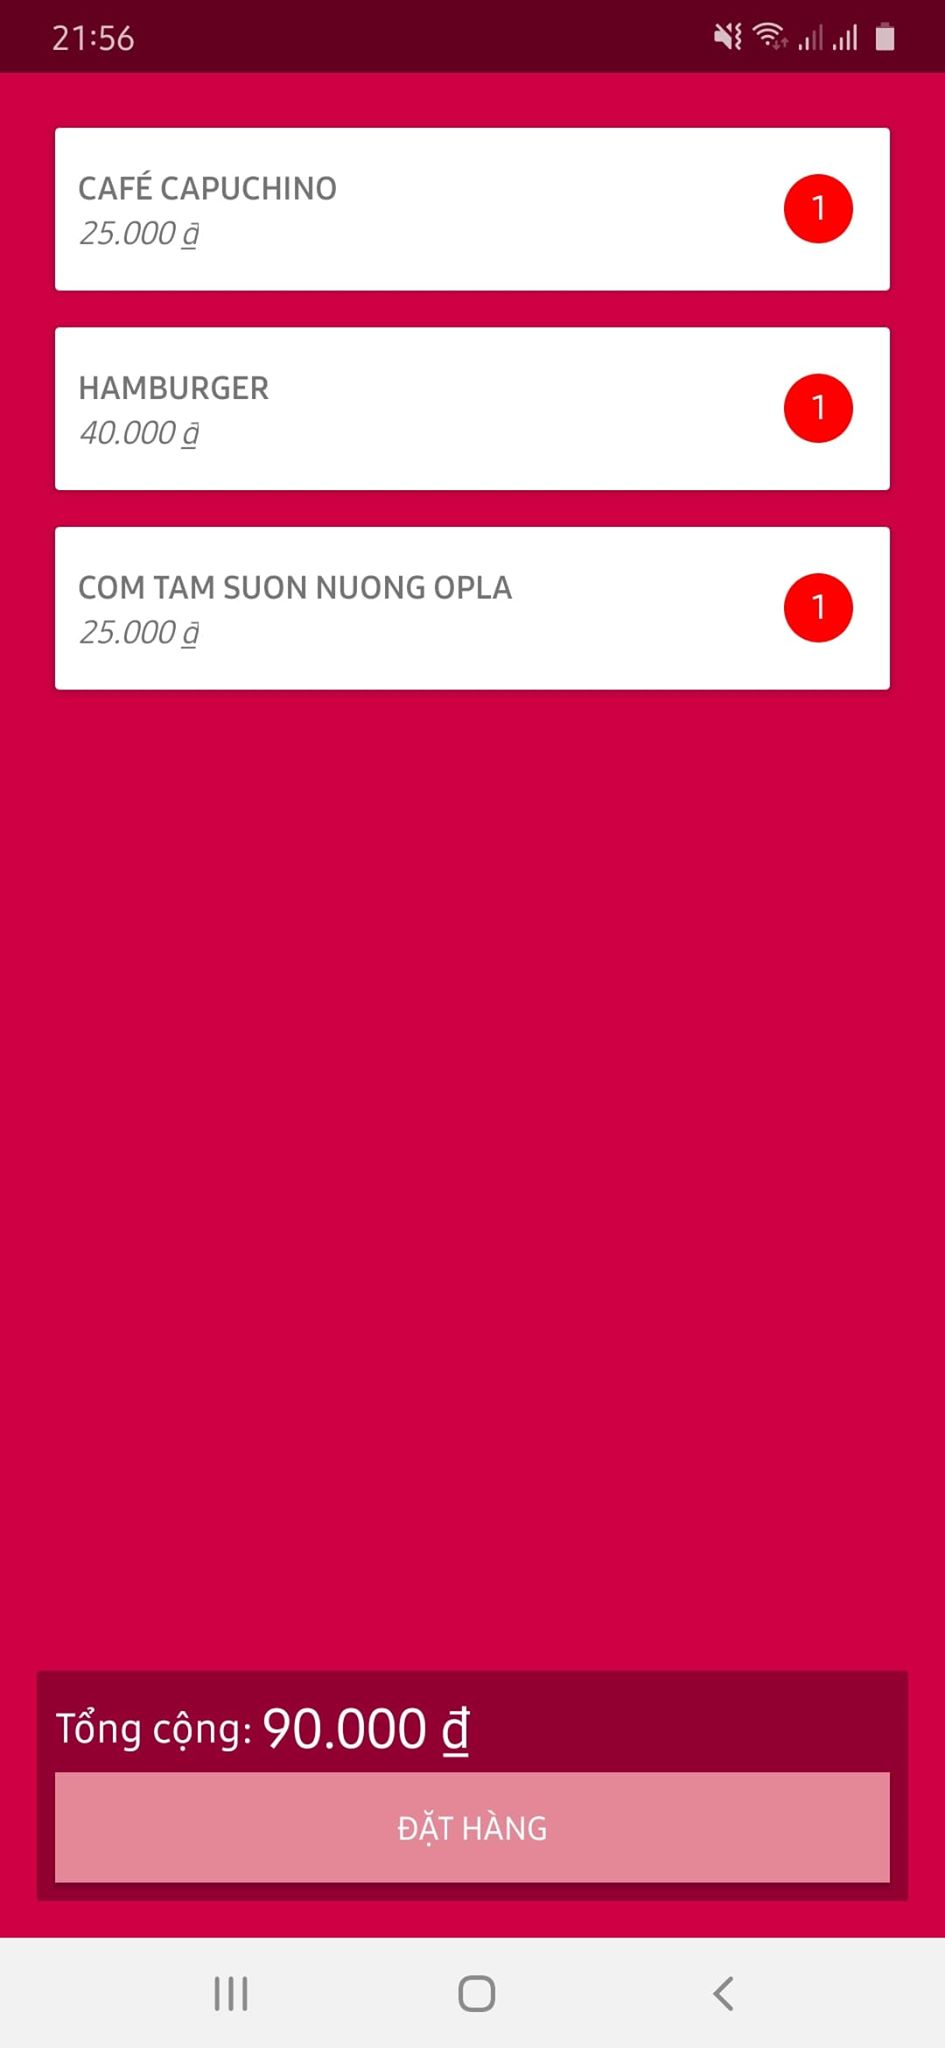 21:56
CAFÉ CAPUCHINO
25.000 ₫
1
HAMBURGER
40.000 ₫
1
COM TAM SUON NUONG OPLA
25.000 ₫
1
Tổng cộng: 90.000 ₫
ĐẶT HÀNG